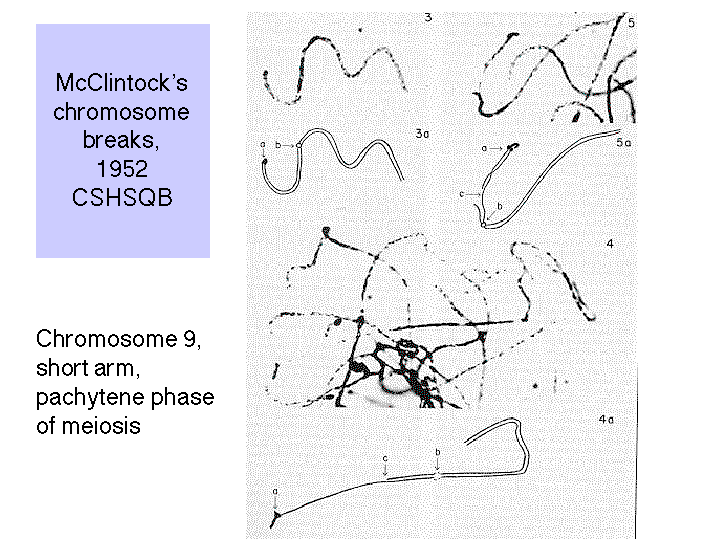 McClintock's
chromosome
breaks,
1952
CSHSQB
Chromosome 9,
short arm,
pachytene phase
of meiosis
3
5
3a
a b
5a
a
c
b
4
4a
c
b
a